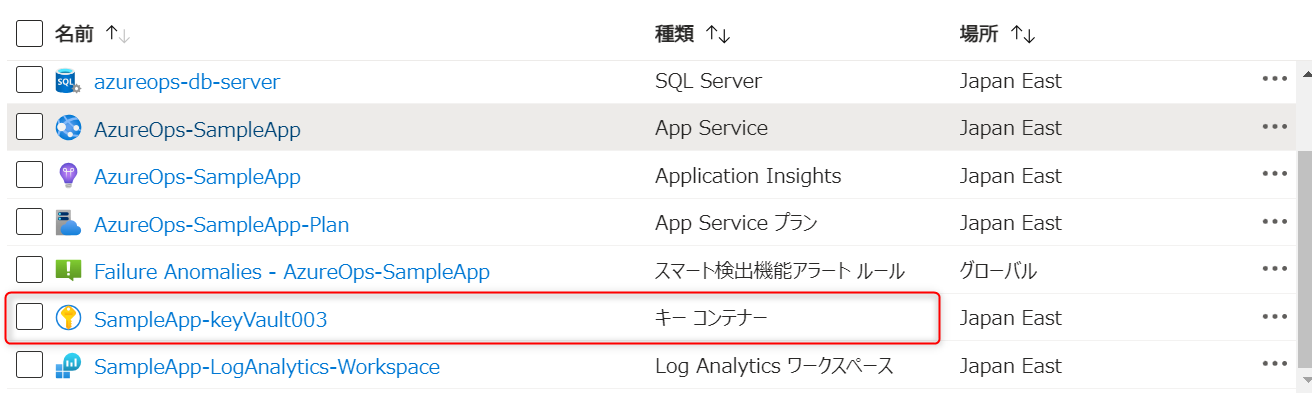 名前 ↑↓ 種類 ↑↓ 場所 ↑↓
SQL azureops-db-server SQL Server Japan East ...
AzureOps-SampleApp App Service Japan East ...
AzureOps-SampleApp Application Insights Japan East ...
AzureOps-SampleApp-Plan App Service プラン Japan East ...
Failure Anomalies - AzureOps-SampleApp スマート検出機能アラート ルール グローバル ...
SampleApp-keyVault003 キー コンテナー Japan East ...
SampleApp-LogAnalytics-Workspace Log Analytics ワークスペース Japan East ...